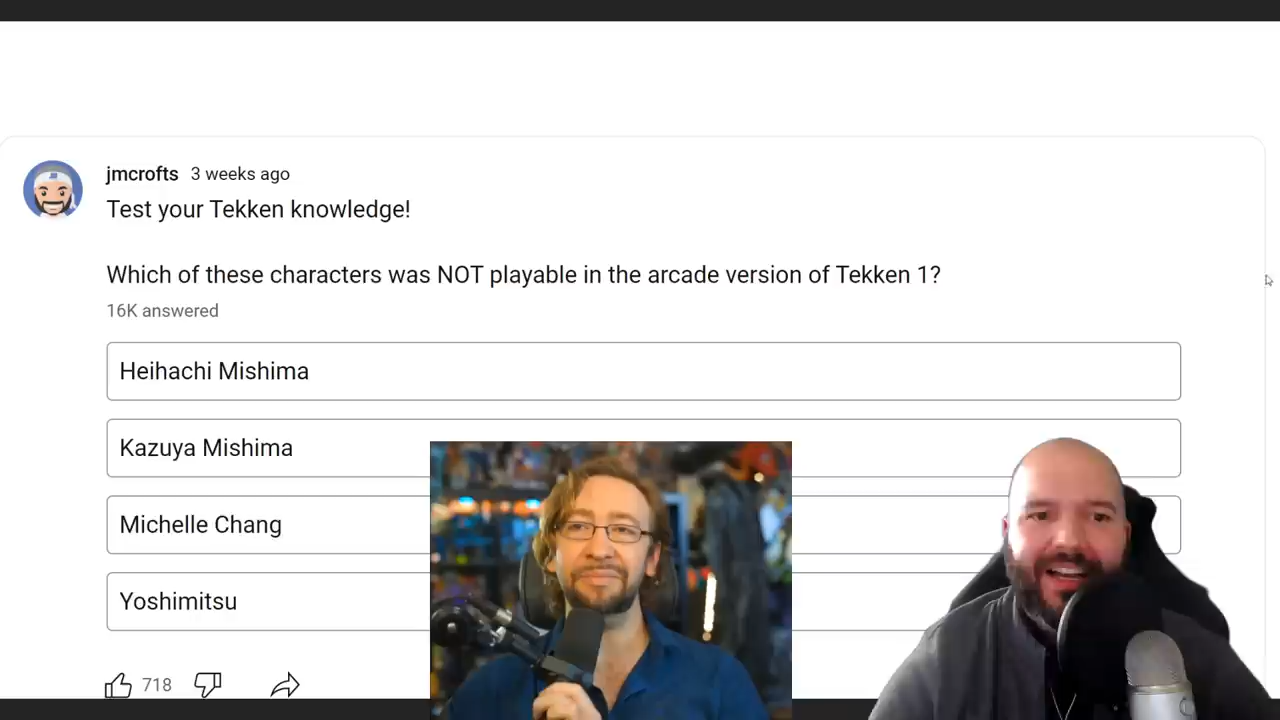 jmcrofts 3 weeks ago
Test your Tekken knowledge!
Which of these characters was NOT playable in the arcade version of Tekken 1?
16K answered
Heihachi Mishima
Kazuya Mishima
Michelle Chang
Yoshimitsu
718